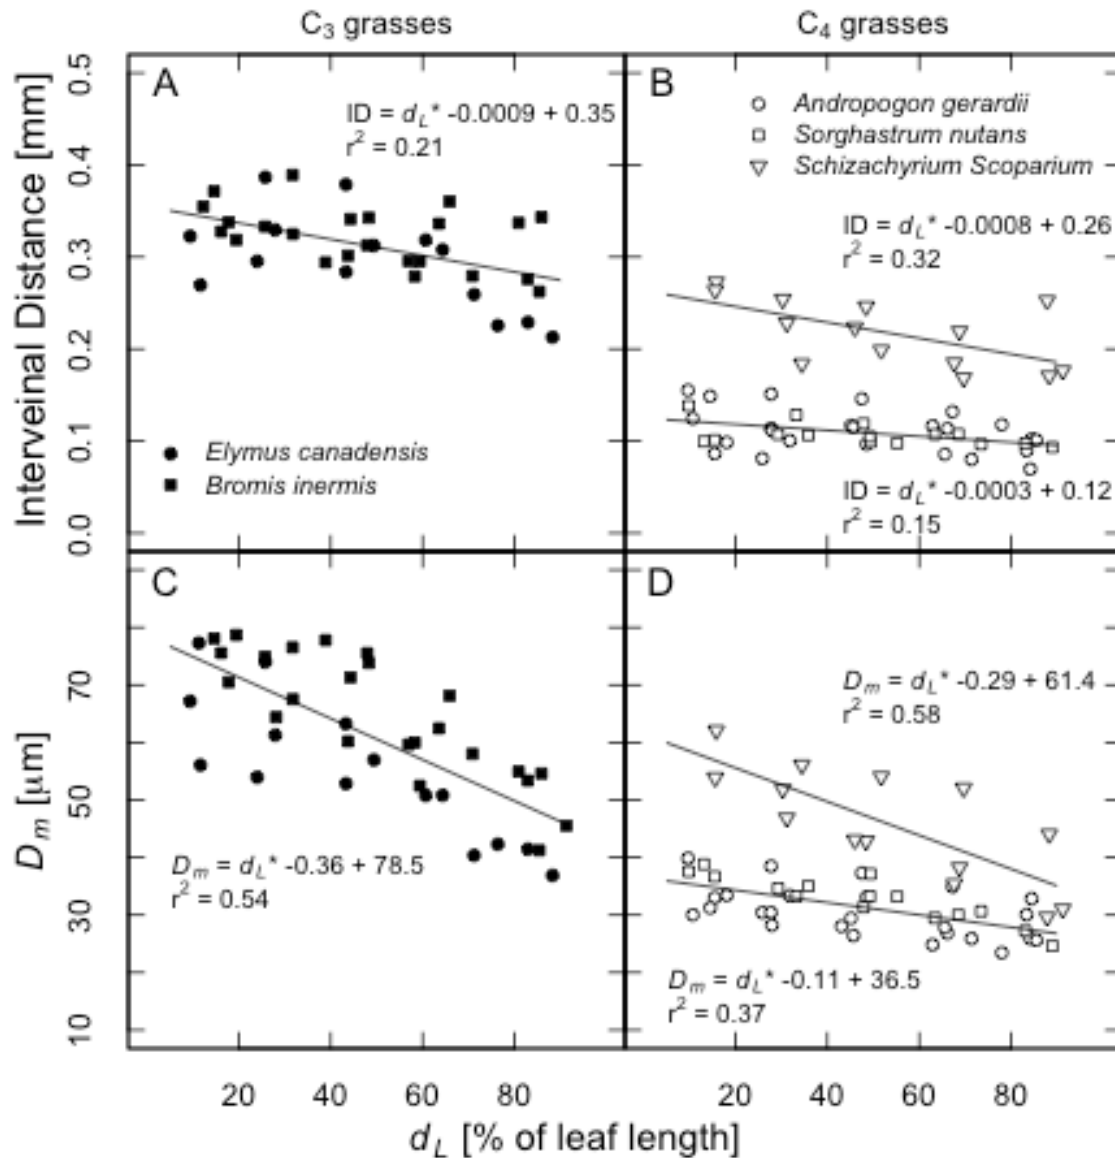 C3 grasses
C4 grasses
A
ID = dL* -0.0009 + 0.35
r2 = 0.21
Elymus canadensis
Bromis inermis
B
Andropogon gerardii
Sorghastrum nutans
Schizachyrium Scoparium
ID = dL* -0.0008 + 0.26
r2 = 0.32
ID = dL* -0.0003 + 0.12
r2 = 0.15
Interveinal Distance [mm]
0.5
0.4
0.3
0.2
0.1
0.0
C
Dm = dL* -0.36 + 78.5
r2 = 0.54
D
Dm = dL* -0.29 + 61.4
r2 = 0.58
Dm = dL* -0.11 + 36.5
r2 = 0.37
Dm [μm]
70
50
30
10
20 40 60 80
20 40 60 80
dL [% of leaf length]